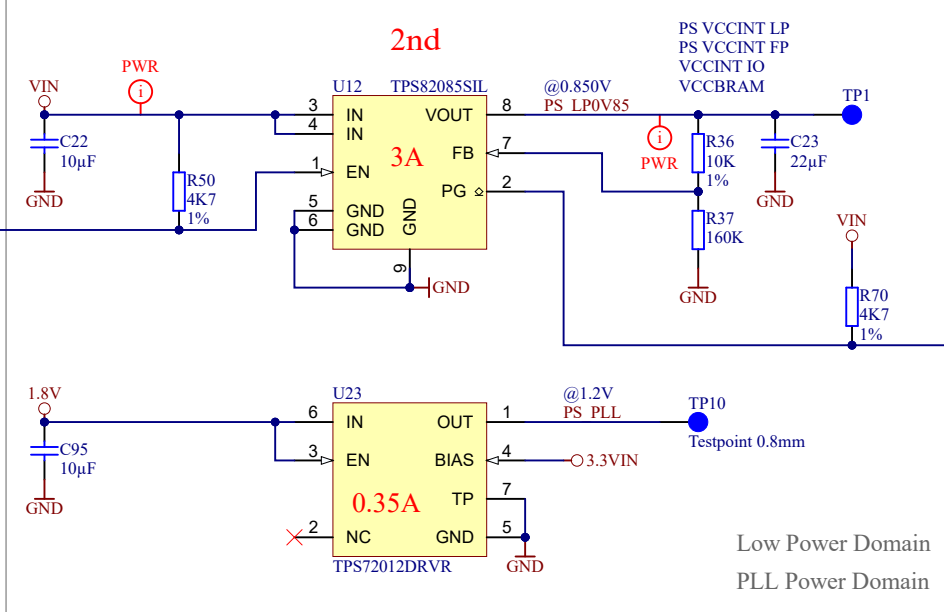 2nd
PS VCCINT LP
PS VCCINT FP
VCCINT IO
VCCBRAM
PWR
i
VIN
C22
10µF
GND
R50
4K7
1%
U12
TPS82085SIL
3A
3
IN
4
IN
1
EN
5
GND
6
GND
GND
9
GND
VOUT
8
FB
7
PG
2
@0.850V
PS_LP0V85
i
PWR
R36
10K
1%
R37
160K
GND
C23
22µF
GND
TP1
VIN
R70
4K7
1%
1.8V
C95
10µF
GND
U23
6
IN
3
EN
0.35A
2
NC
TPS72012DRVR
OUT
1
BIAS
4
TP
7
GND
5
@1.2V
PS_PLL
3.3VIN
GND
TP10
Testpoint 0.8mm
Low Power Domain
PLL Power Domain